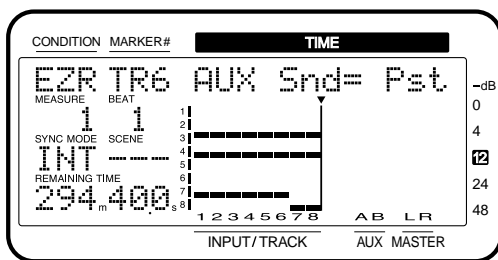 CONDITION MARKER# TIME
EZR TR6 AUX Snd= Pst
MEASURE BEAT
1 1
SYNC MODE SCENE
INT ---
REMAINING TIME
294m40.0s
1
2
3
4
5
6
7
8
1 2 3 4 5 6 7 8 A B L R
INPUT/TRACK AUX MASTER
-dB
0
4
12
24
48